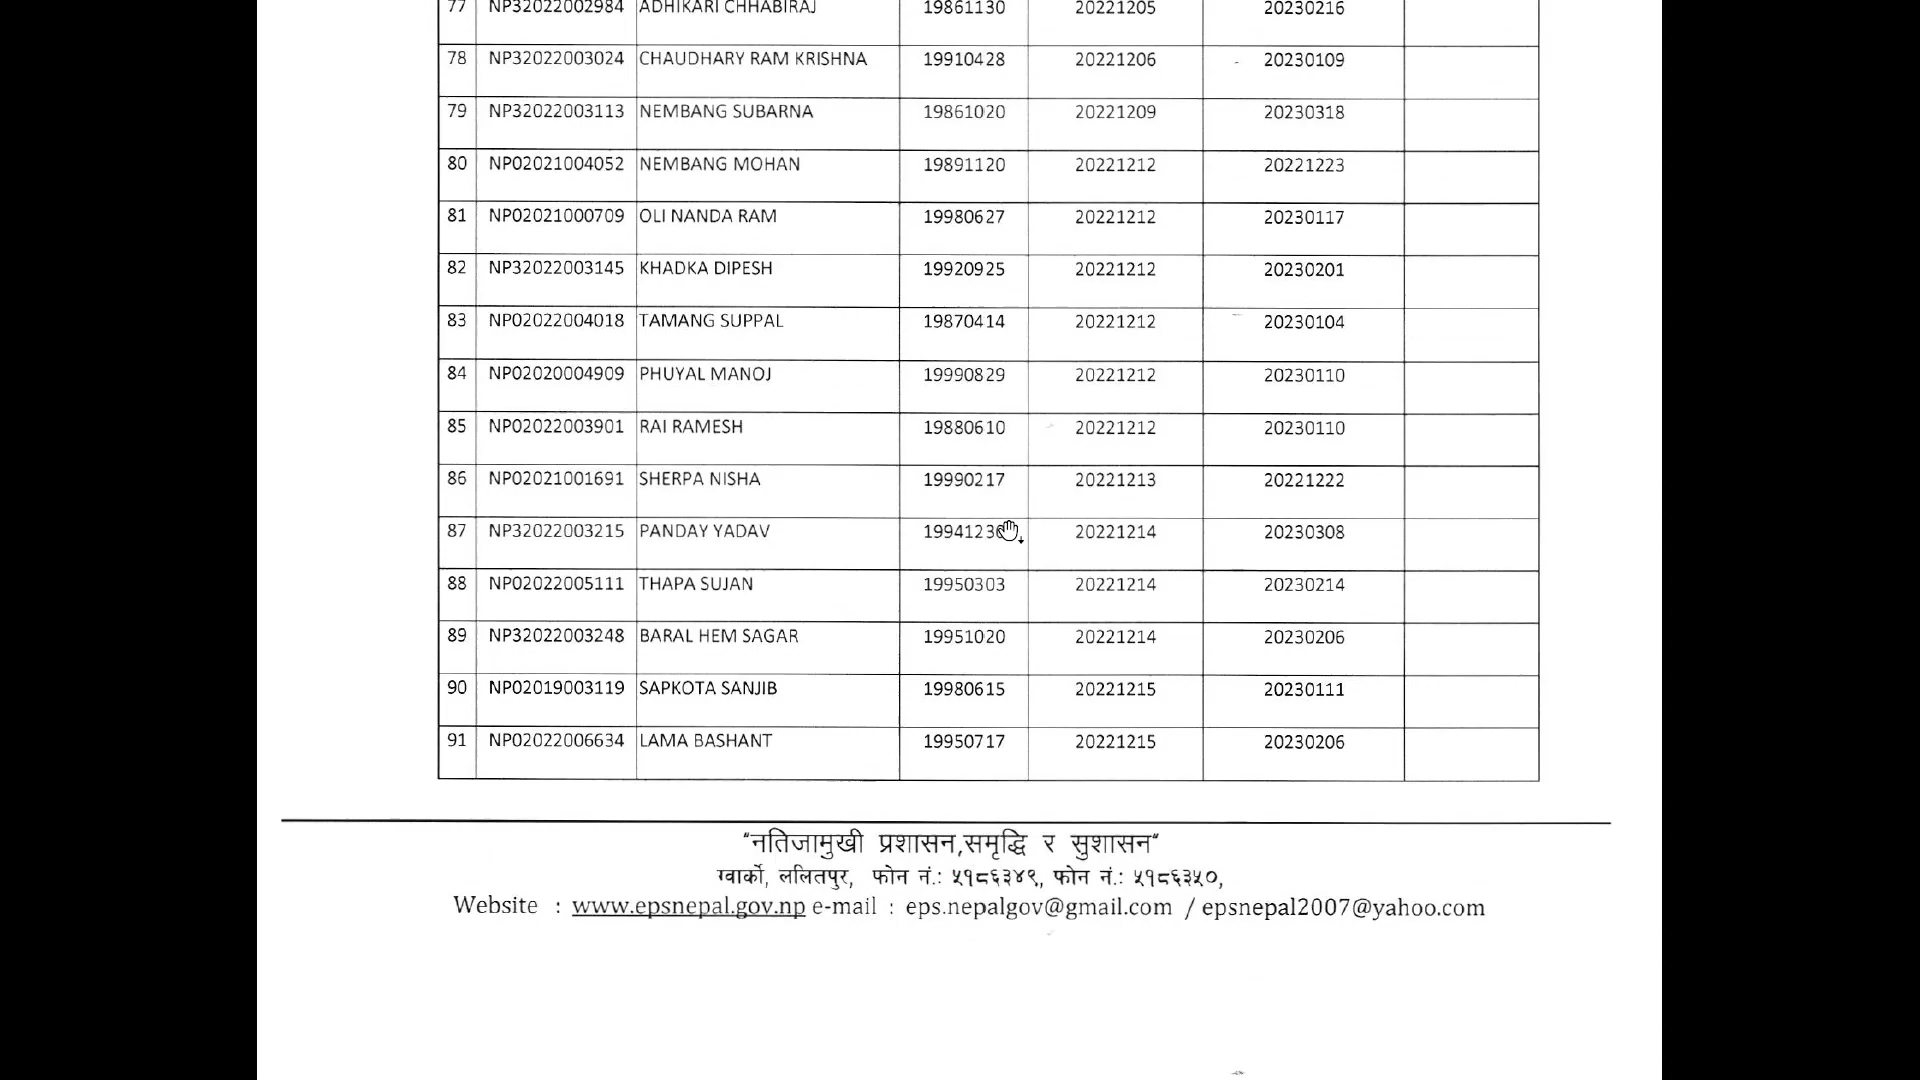 77 NP32022002984 ADHIKARI CHHABIRAJ 19861130 20221205 20230216
78 NP32022003024 CHAUDHARY RAM KRISHNA 19910428 20221206 20230109
79 NP32022003113 NEMBANG SUBARNA 19861020 20221209 20230318
80 NP02021004052 NEMBANG MOHAN 19891120 20221212 20221223
81 NP02021000709 OLI NANDA RAM 19980627 20221212 20230117
82 NP32022003145 KHADKA DIPESH 19920925 20221212 20230201
83 NP02022004018 TAMANG SUPPAL 19870414 20221212 20230104
84 NP02020004909 PHUYAL MANOJ 19990829 20221212 20230110
85 NP02022003901 RAI RAMESH 19880610 20221212 20230110
86 NP02021001691 SHERPA NISHA 19990217 20221213 20221222
87 NP32022003215 PANDAY YADAV 20221214 20230308
88 NP02022005111 THAPA SUJAN 19950303 20221214 20230214
89 NP32022003248 BARAL HEM SAGAR 19951020 20221214 20230206
90 NP02019003119 SAPKOTA SANJIB 19980615 20221215 20230111
91 NP02022006634 LAMA BASHANT 19950717 20221215 20230206
"नतिजामुखी प्रशासन,समृद्धि र सुशासन"
ग्वार्को, ललितपुर, फोन नं.: ५१८६३४९, फोन नं.: ५१८६३५०,
Website : www.epsnepal.gov.np e-mail : eps.nepalgov@gmail.com / epsnepal2007@yahoo.com